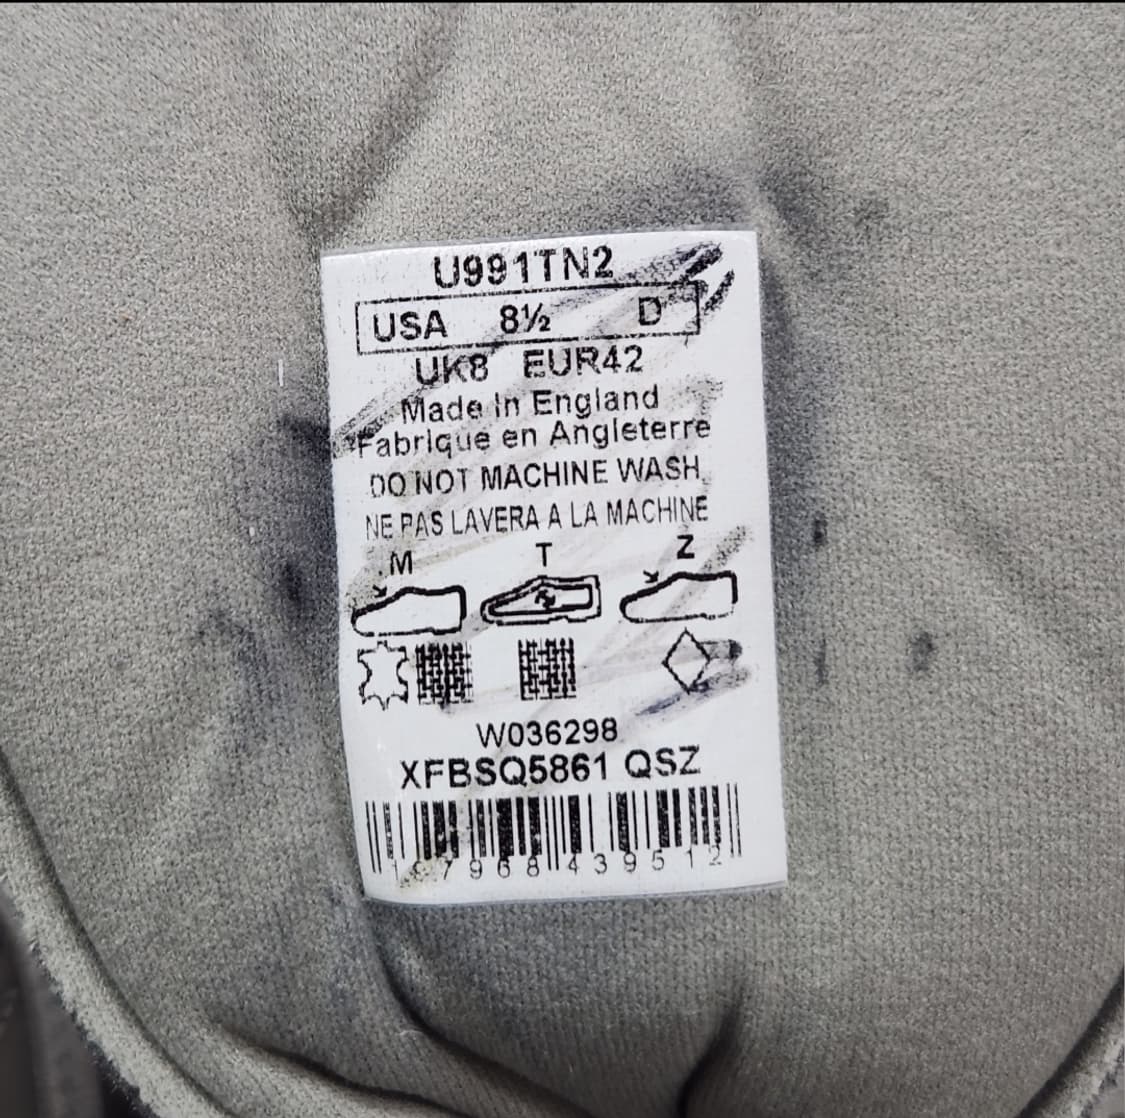 U991TN2
USA 8½ D
UK8 EUR42
Made In England
Fabrique en Angleterre
DO NOT MACHINE WASH
NE PAS LAVERA A LA MACHINE
M T Z
W036298
XFBSQ5861 QSZ